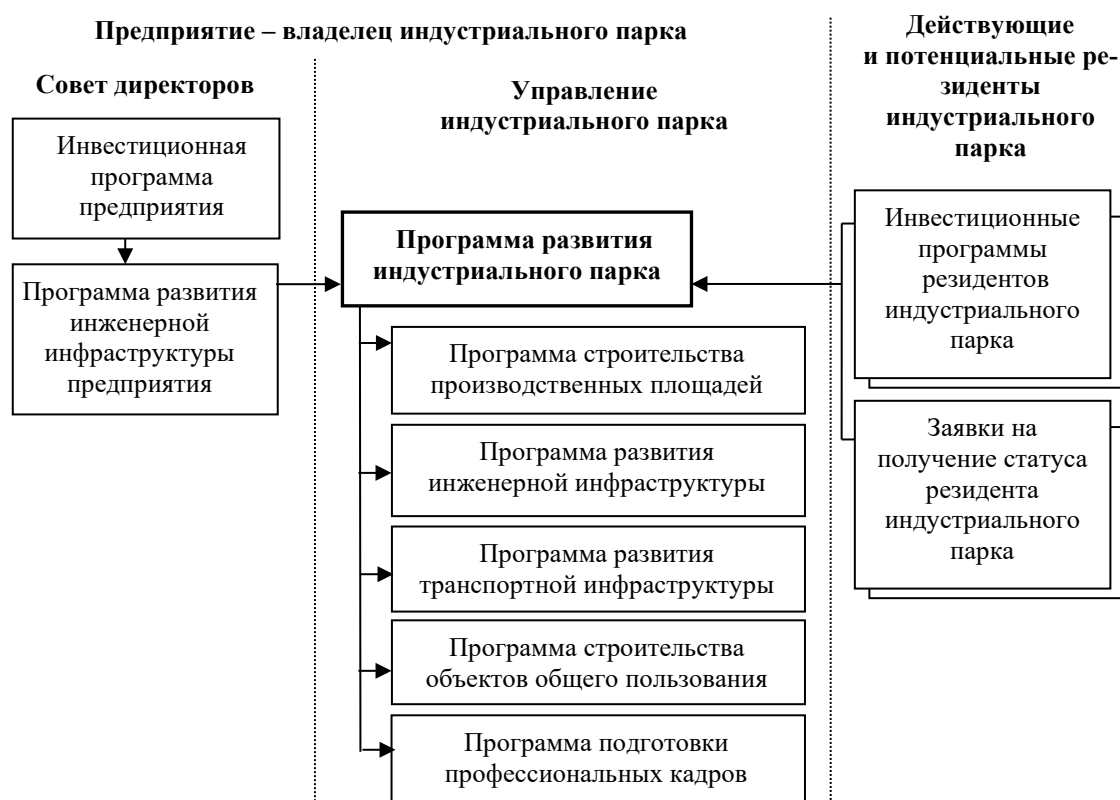 Предприятие – владелец индустриального парка
Совет директоров
Инвестиционная
программа
предприятия
Программа развития
инженерной
инфраструктуры
предприятия
Управление
индустриального парка
Программа развития
индустриального парка
Программа строительства
производственных площадей
Программа развития
инженерной инфраструктуры
Программа развития
транспортной инфраструктуры
Программа строительства
объектов общего пользования
Программа подготовки
профессиональных кадров
Действующие
и потенциальные ре-
зиденты
индустриального
парка
Инвестиционные
программы
резидентов
индустриального
парка
Заявки на
получение статуса
резидента
индустриального
парка